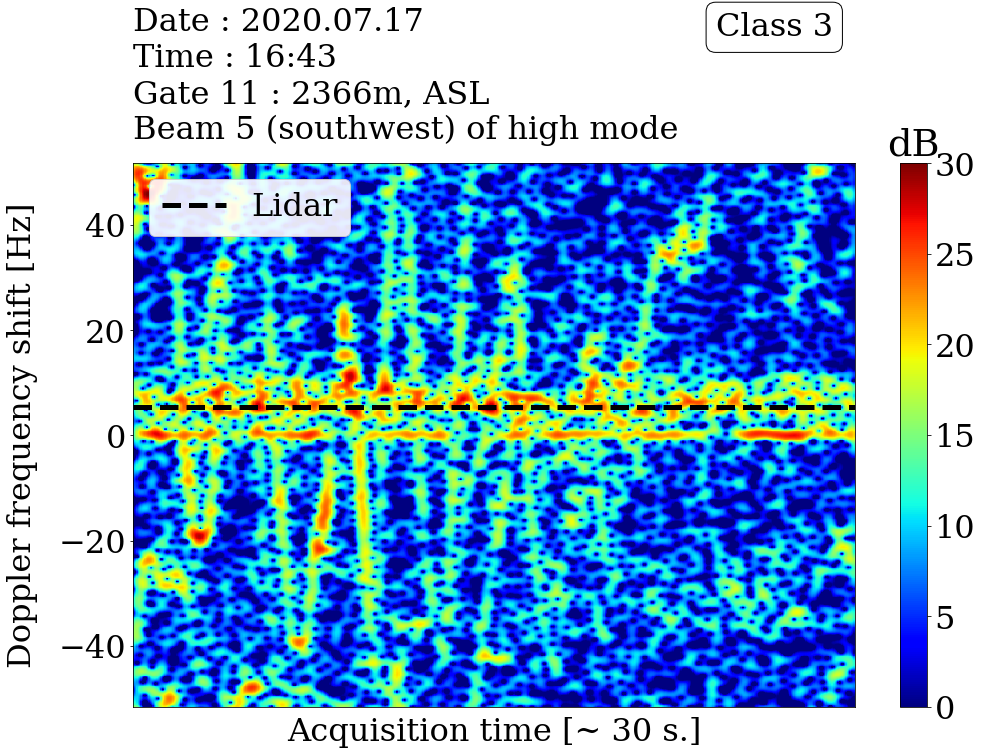 Date : 2020.07.17
Time : 16:43
Gate 11 : 2366m, ASL
Beam 5 (southwest) of high mode
Class 3
dB
Lidar
Doppler frequency shift [Hz]
40
20
0
−20
−40
30
25
20
15
10
5
0
Acquisition time [~ 30 s.]